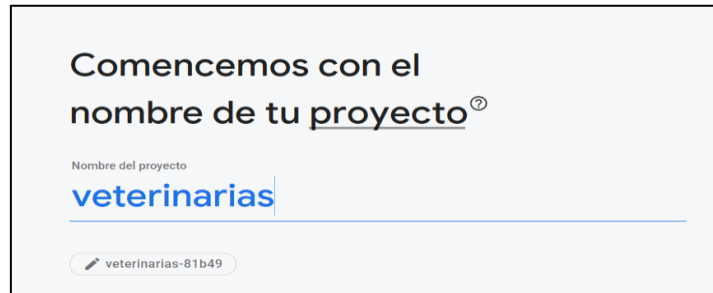 Comencemos con el
nombre de tu proyecto
Nombre del proyecto
veterinarias
veterinarias-81b49